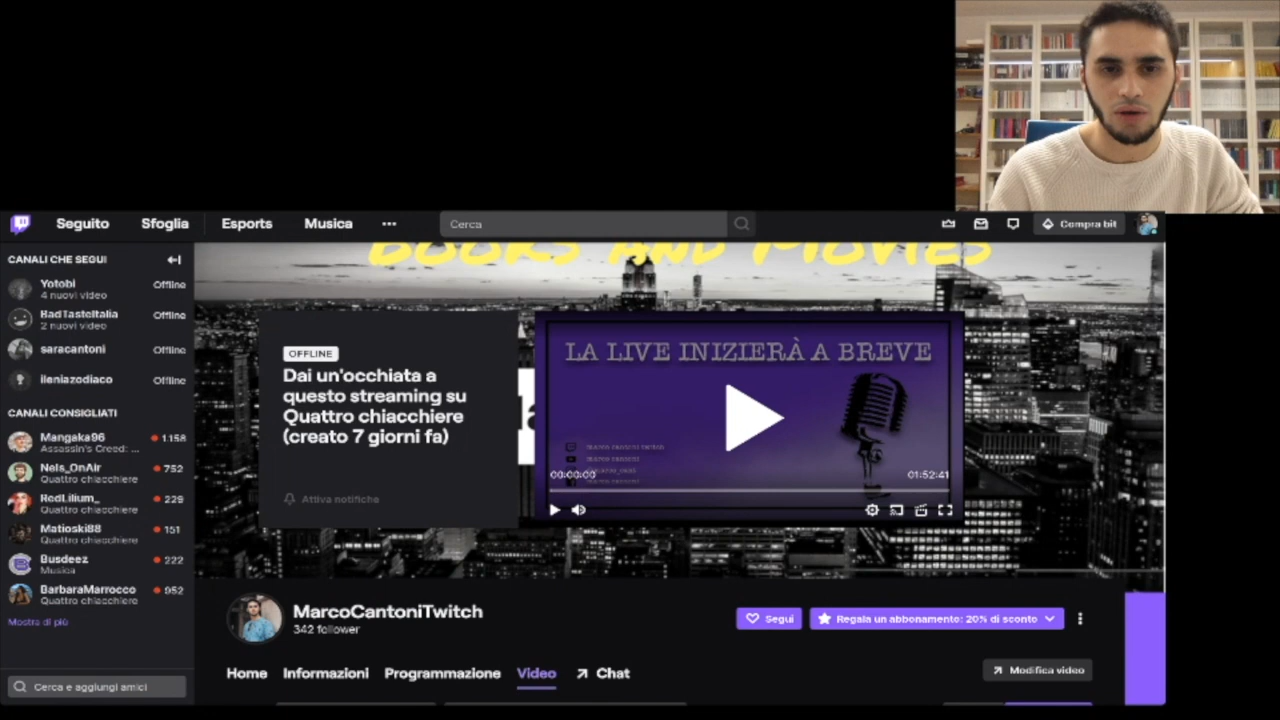 Seguito
Sfoglia
Esports
Musica
Cerca
Compra bit
BOOKS AND MOVIES
CANALI CHE SEGUI
Yotobi
Offline
4 nuovi video
BadTasteItalia
Offline
2 nuovi video
saracantoni
Offline
ileniazodiaco
Offline
CANALI CONSIGLIATI
Mangaka96
1.158
Assassin's Creed: ...
Nels_OnAir
752
Quattro chiacchiere
RedLilium_
229
Quattro chiacchiere
Matioski88
151
Quattro chiacchiere
Busdeez
222
Musica
BarbaraMarrocco
952
Quattro chiacchiere
Mostra di più
Cerca e aggiungi amici
OFFLINE
Dai un'occhiata a
questo streaming su
Quattro chiacchiere
(creato 7 giorni fa)
Attiva notifiche
LA LIVE INIZIERÀ A BREVE
00:00:00
01:52:41
MarcoCantoniTwitch
342 follower
Segui
Regala un abbonamento: 20% di sconto
Home
Informazioni
Programmazione
Video
Chat
Modifica video